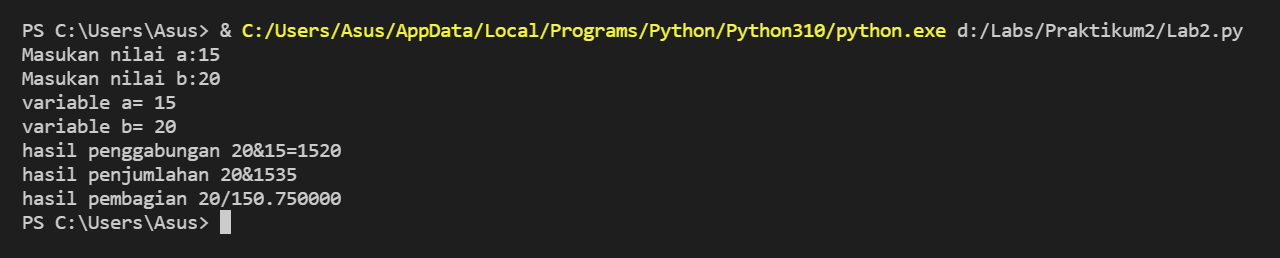 PS C:\Users\Asus> & C:/Users/Asus/AppData/Local/Programs/Python/Python310/python.exe d:/Labs/Praktikum2/Lab2.py
Masukan nilai a:15
Masukan nilai b:20
variable a= 15
variable b= 20
hasil penggabungan 20&15=1520
hasil penjumlahan 20&1535
hasil pembagian 20/150.750000
PS C:\Users\Asus>